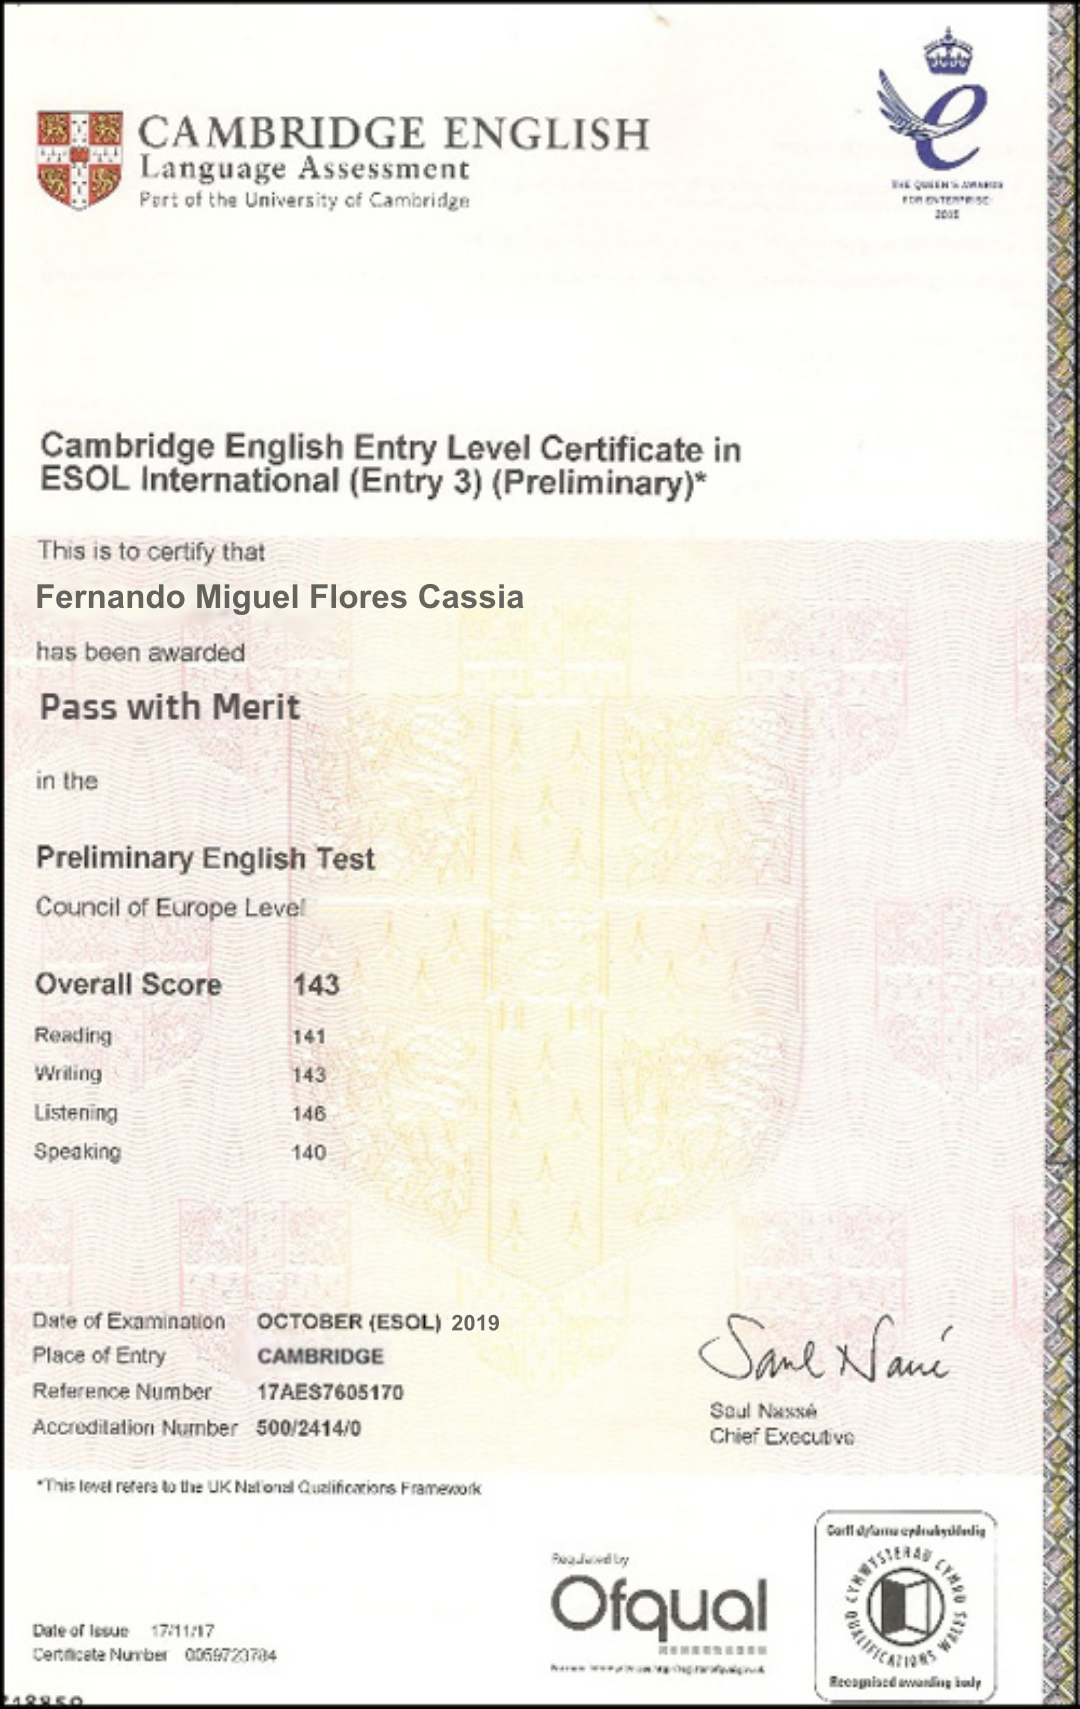 CAMBRIDGE ENGLISH
Language Assessment
Part of the University of Cambridge
THE QUEEN'S AWARDS
FOR ENTERPRISE:
2015
Cambridge English Entry Level Certificate in
ESOL International (Entry 3) (Preliminary)*
This is to certify that
Fernando Miguel Flores Cassia
has been awarded
Pass with Merit
in the
Preliminary English Test
Council of Europe Level
Overall Score 143
Reading 141
Writing 143
Listening 146
Speaking 140
Date of Examination OCTOBER (ESOL) 2019
Place of Entry CAMBRIDGE
Reference Number 17AES7605170
Accreditation Number 500/2414/0
Saul Nassé
Saul Nassé
Chief Executive
*This level refers to the UK National Qualifications Framework
Regulated by
Ofqual
Date of Issue 17/11/17
Certificate Number 0059723784
Corff dyfarnu cydnabyddedig
CYMWYSTERAU CYMRU
QUALIFICATIONS WALES
Recognised awarding body